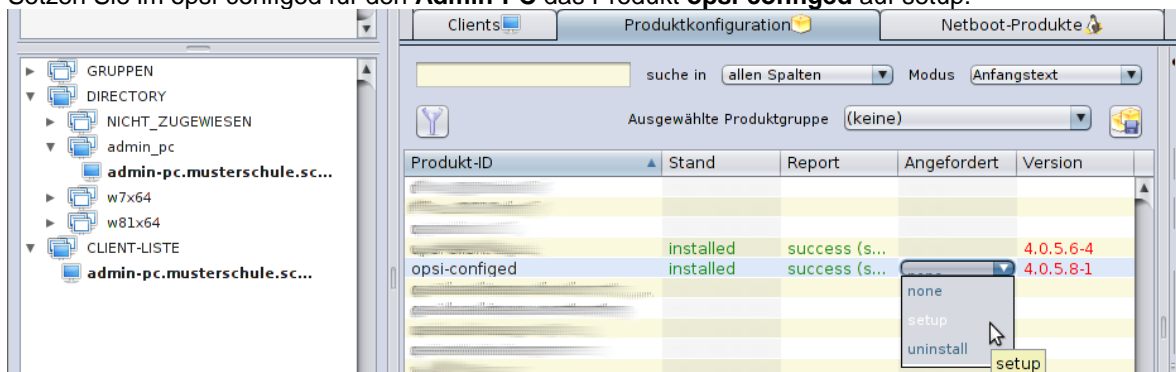 Setzen Sie im opsi-configed für den Admin-PC das Produkt opsi-configed auf setup.
Clients Produktkonfiguration Netboot-Produkte
GRUPPEN
DIRECTORY
NICHT_ZUGEWIESEN
admin_pc
admin-pc.musterschule.sc...
w7x64
w81x64
CLIENT-LISTE
admin-pc.musterschule.sc...
suche in allen Spalten Modus Anfangstext
Ausgewählte Produktgruppe (keine)
Produkt-ID Stand Report Angefordert Version
installed success (s... 4.0.5.6-4
opsi-configed installed success (s... none 4.0.5.8-1
none
setup
uninstall
setup